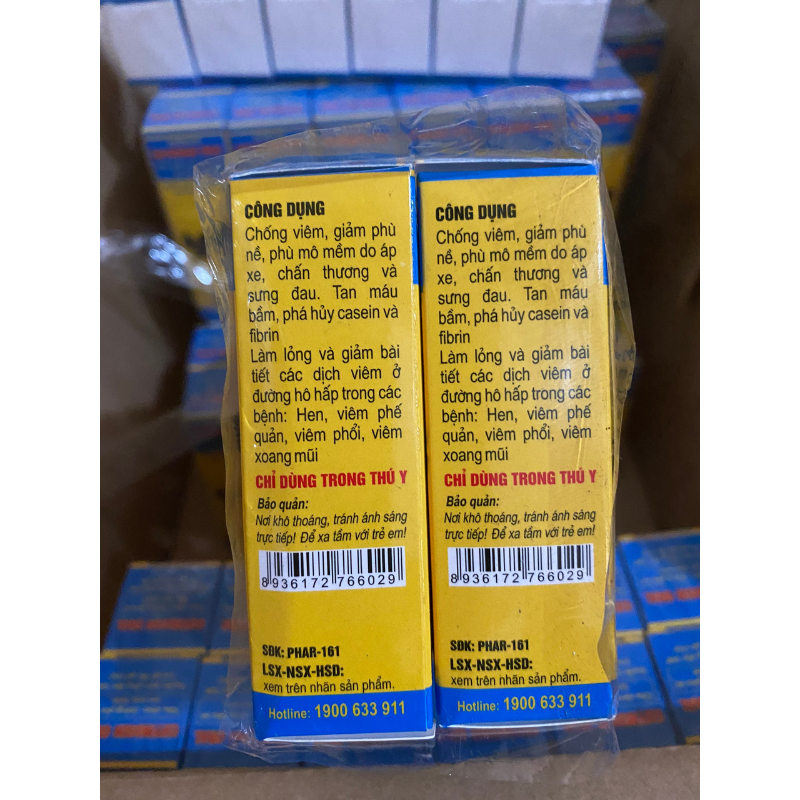 CÔNG DỤNG
Chống viêm, giảm phù
nề, phù mô mềm do áp
xe, chấn thương và
sưng đau. Tan máu
bầm, phá hủy casein và
fibrin
Làm lỏng và giảm bài
tiết các dịch viêm ở
đường hô hấp trong các
bệnh: Hen, viêm phế
quản, viêm phổi, viêm
xoang mũi
CHỈ DÙNG TRONG THÚ Y
Bảo quản:
Nơi khô thoáng, tránh ánh sáng
trực tiếp! Để xa tầm với trẻ em!
8 936172 766029
SĐK: PHAR-161
LSX-NSX-HSD:
xem trên nhãn sản phẩm.
Hotline: 1900 633 911
CÔNG DỤNG
Chống viêm, giảm phù
nề, phù mô mềm do áp
xe, chấn thương và
sưng đau. Tan máu
bầm, phá hủy casein và
fibrin
Làm lỏng và giảm bài
tiết các dịch viêm ở
đường hô hấp trong các
bệnh: Hen, viêm phế
quản, viêm phổi, viêm
xoang mũi
CHỈ DÙNG TRONG THÚ Y
Bảo quản:
Nơi khô thoáng, tránh ánh sáng
trực tiếp! Để xa tầm với trẻ em!
8 936172 766029
SĐK: PHAR-161
LSX-NSX-HSD:
xem trên nhãn sản phẩm.
Hotline: 1900 633 911